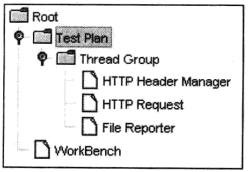 Root
Test Plan
Thread Group
HTTP Header Manager
HTTP Request
File Reporter
WorkBench